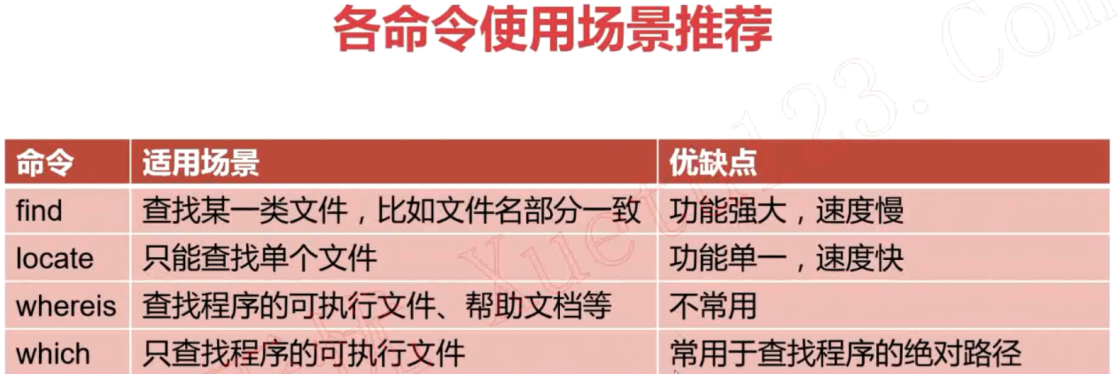 各命令使用场景推荐
命令 适用场景 优缺点
find 查找某一类文件，比如文件名部分一致 功能强大，速度慢
locate 只能查找单个文件 功能单一，速度快
whereis 查找程序的可执行文件、帮助文档等 不常用
which 只查找程序的可执行文件 常用于查找程序的绝对路径